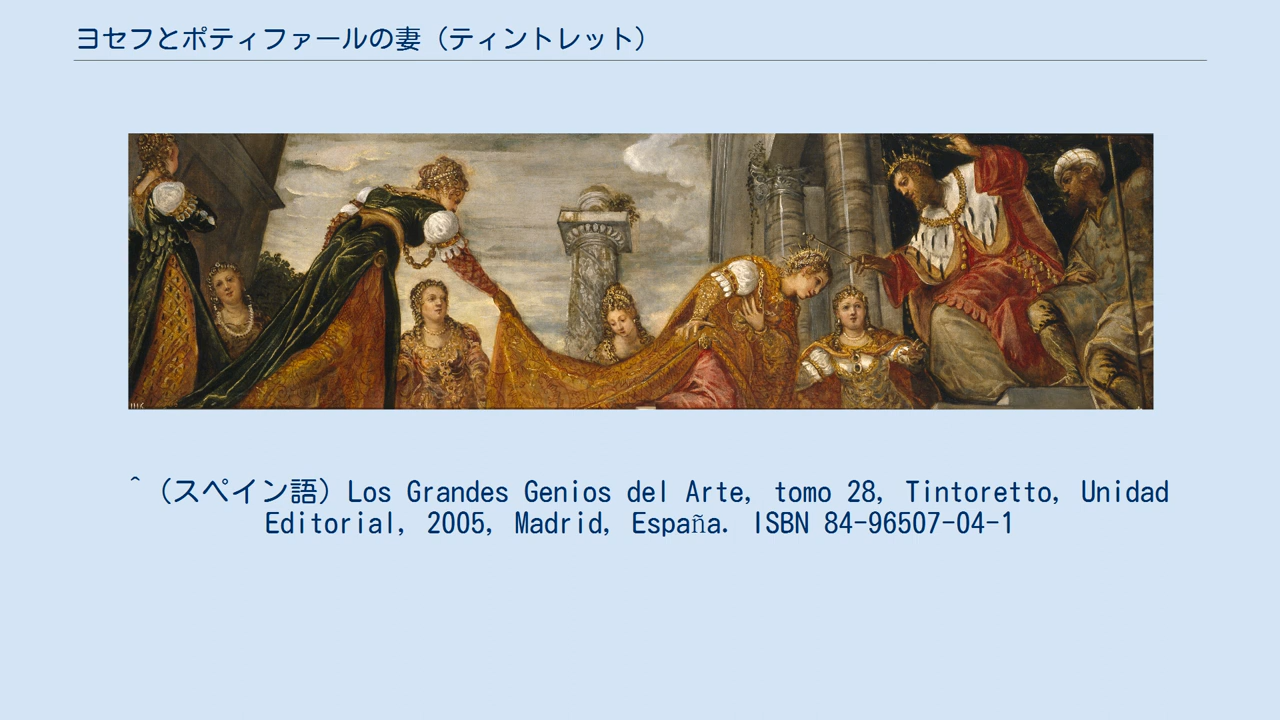 ヨセフとポティファールの妻（ティントレット）
^（スペイン語）Los Grandes Genios del Arte, tomo 28, Tintoretto, Unidad
Editorial, 2005, Madrid, España. ISBN 84-96507-04-1